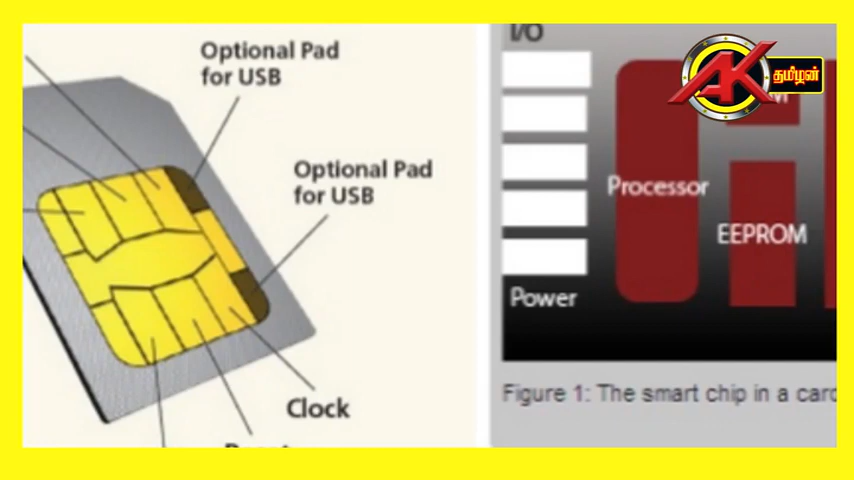 Optional Pad
for USB
Optional Pad
for USB
Clock
I/O
Processor
EEPROM
Power
Figure 1: The smart chip in a card
AK
தமிழன்